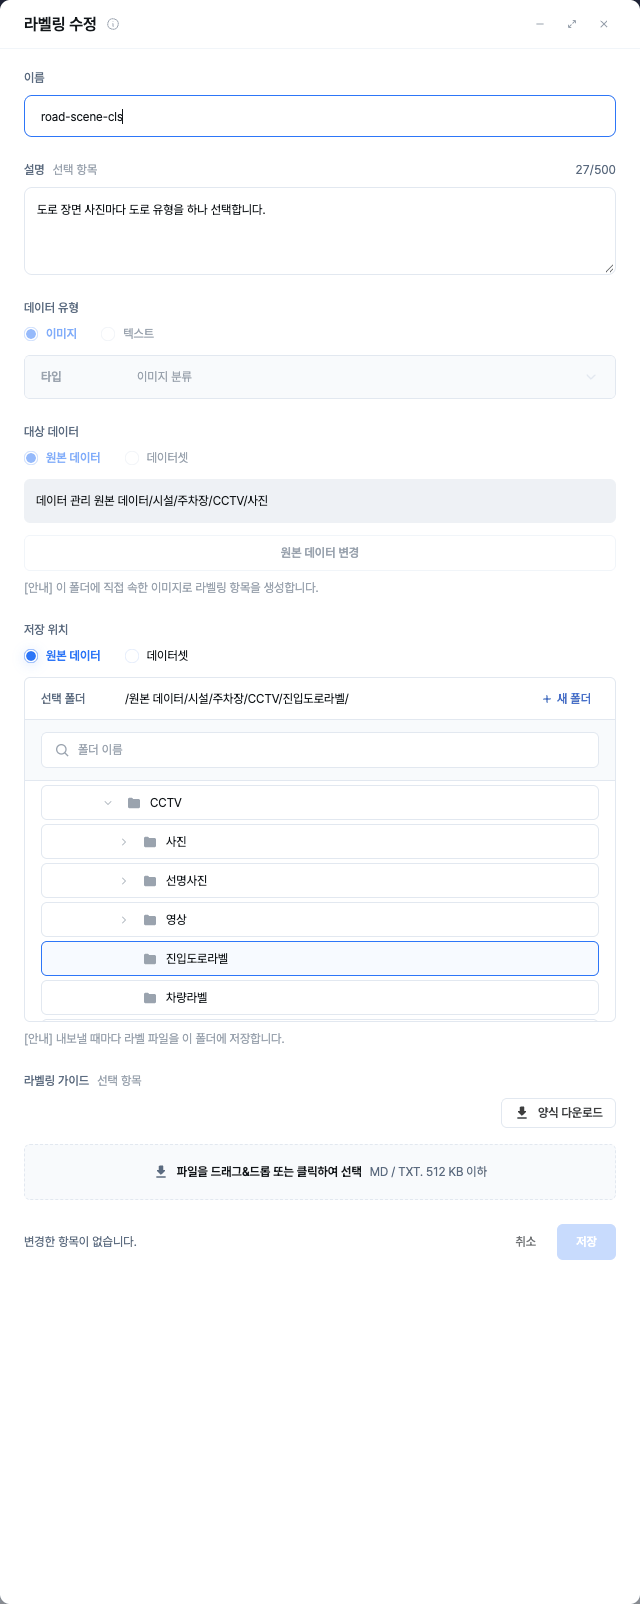 라벨링 수정
이름
road-scene-cls
설명 선택 항목 27/500
도로 장면 사진마다 도로 유형을 하나 선택합니다.
데이터 유형
이미지 텍스트
타입 이미지 분류
대상 데이터
원본 데이터 데이터셋
데이터 관리 원본 데이터/시설/주차장/CCTV/사진
원본 데이터 변경
[안내] 이 폴더에 직접 속한 이미지로 라벨링 항목을 생성합니다.
저장 위치
원본 데이터 데이터셋
선택 폴더 /원본 데이터/시설/주차장/CCTV/진입도로라벨/ + 새 폴더
폴더 이름
CCTV
사진
선명사진
영상
진입도로라벨
차량라벨
[안내] 내보낼 때마다 라벨 파일을 이 폴더에 저장합니다.
라벨링 가이드 선택 항목
양식 다운로드
파일을 드래그&드롭 또는 클릭하여 선택 MD / TXT. 512 KB 이하
변경한 항목이 없습니다. 취소 저장